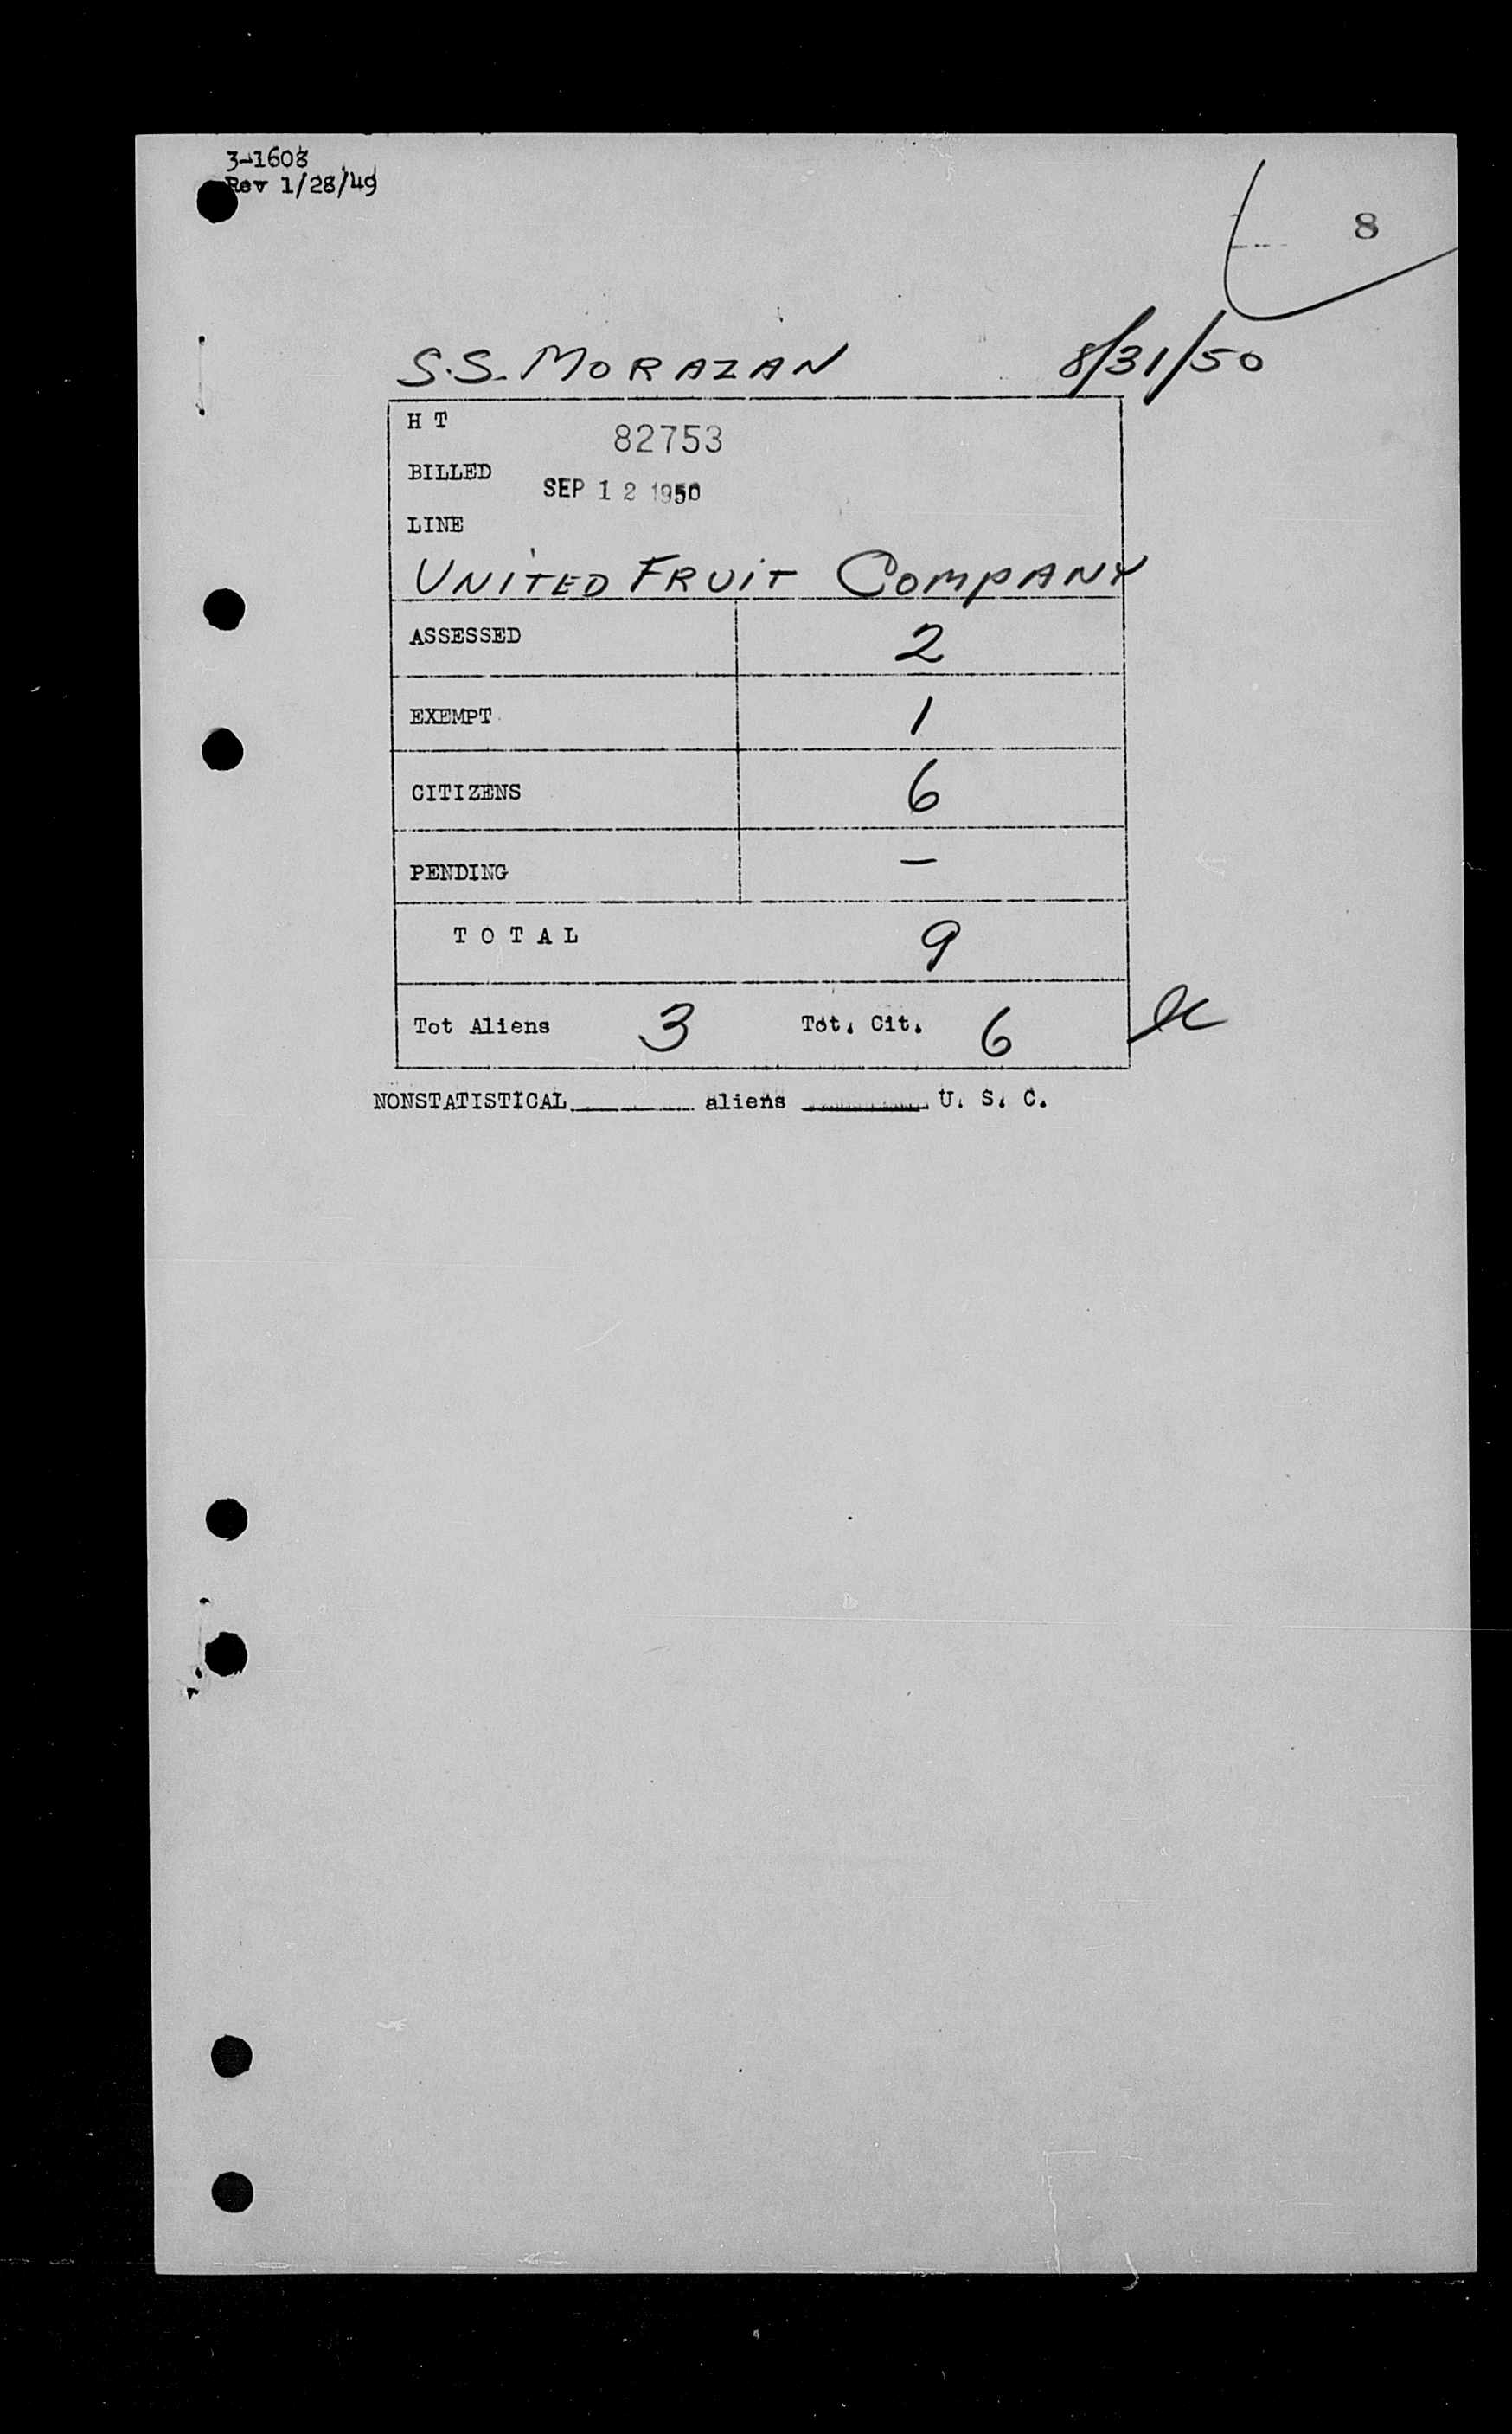 3-1608
Rev 1/28/49
8
S.S. MORAZAN 8/31/50
H T 82753
BILLED SEP 12 1950
LINE
UNITED FRUIT COMPANY
ASSESSED 2
EXEMPT 1
CITIZENS 6
PENDING —
TOTAL 9
Tot Aliens 3 Tot. Cit. 6
NONSTATISTICAL aliens U. S. C.